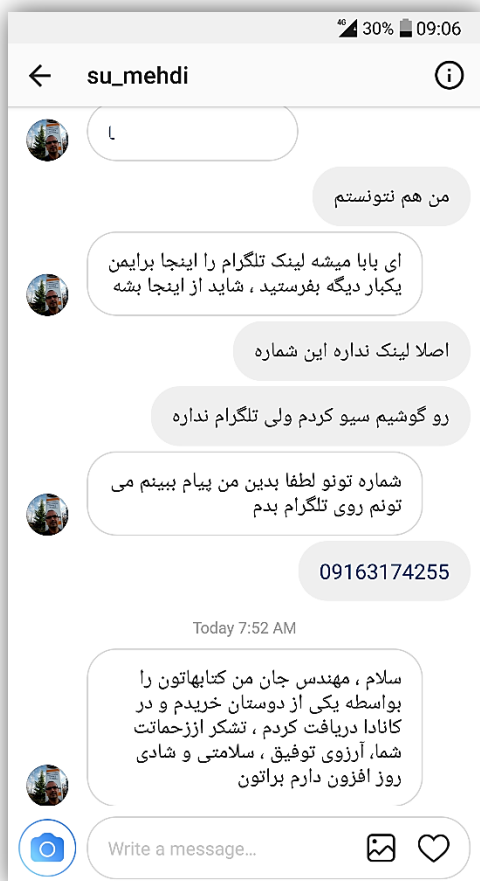 4G 30% 09:06
su_mehdi
من هم نتونستم
ای بابا میشه لینک تلگرام را اینجا برایمن
یکبار دیگه بفرستید ، شاید از اینجا بشه
اصلا لینک نداره این شماره
رو گوشیم سیو کردم ولی تلگرام نداره
شماره تونو لطفا بدین من پیام ببینم می
تونم روی تلگرام بدم
09163174255
Today 7:52 AM
سلام ، مهندس جان من کتابهاتون را
بواسطه یکی از دوستان خریدم و در
کانادا دریافت کردم ، تشکر اززحماتت
شما، آرزوی توفیق ، سلامتی و شادی
روز افزون دارم براتون
Write a message...